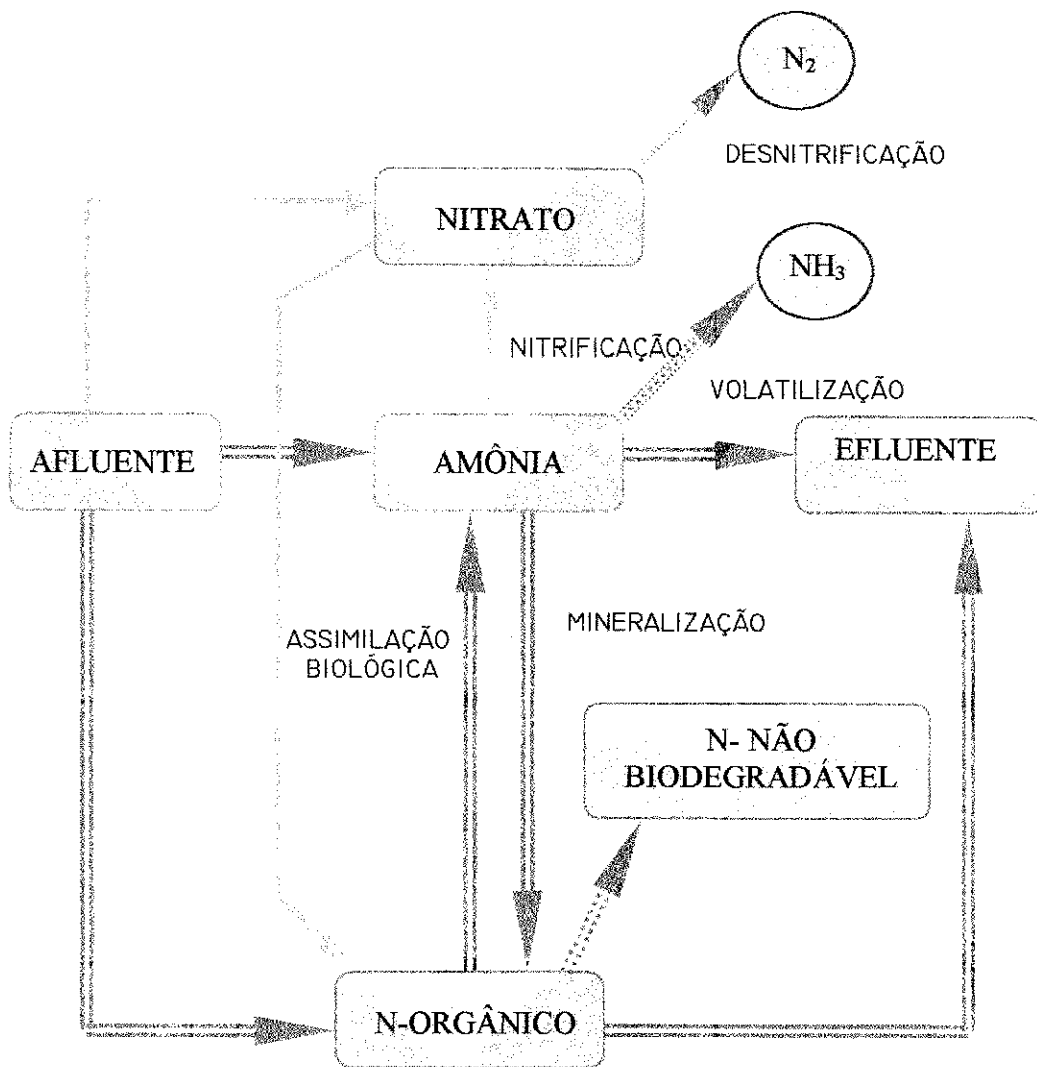 N₂
DESNITRIFICAÇÃO
NITRATO
NH₃
NITRIFICAÇÃO
VOLATILIZAÇÃO
AFLUENTE
AMÔNIA
EFLUENTE
ASSIMILAÇÃO
BIOLÓGICA
MINERALIZAÇÃO
N- NÃO
BIODEGRADÁVEL
N-ORGÂNICO